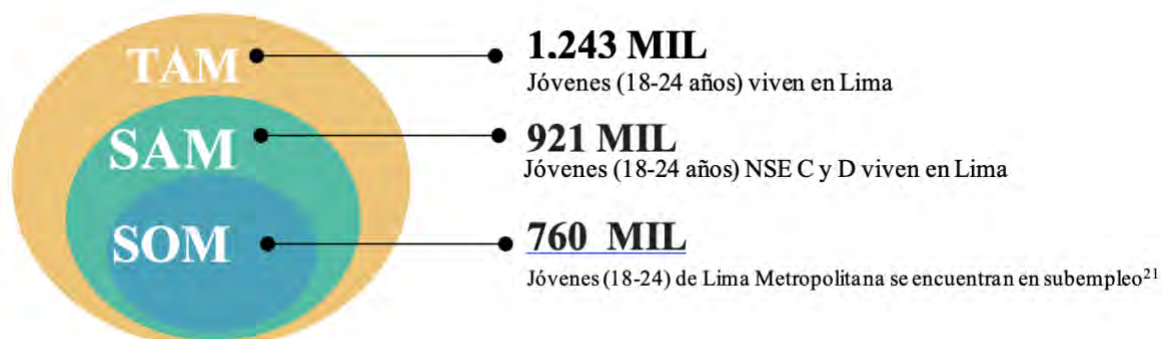 TAM
1.243 MIL
Jóvenes (18-24 años) viven en Lima
SAM
921 MIL
Jóvenes (18-24 años) NSE C y D viven en Lima
SOM
760 MIL
Jóvenes (18-24) de Lima Metropolitana se encuentran en subempleo²¹